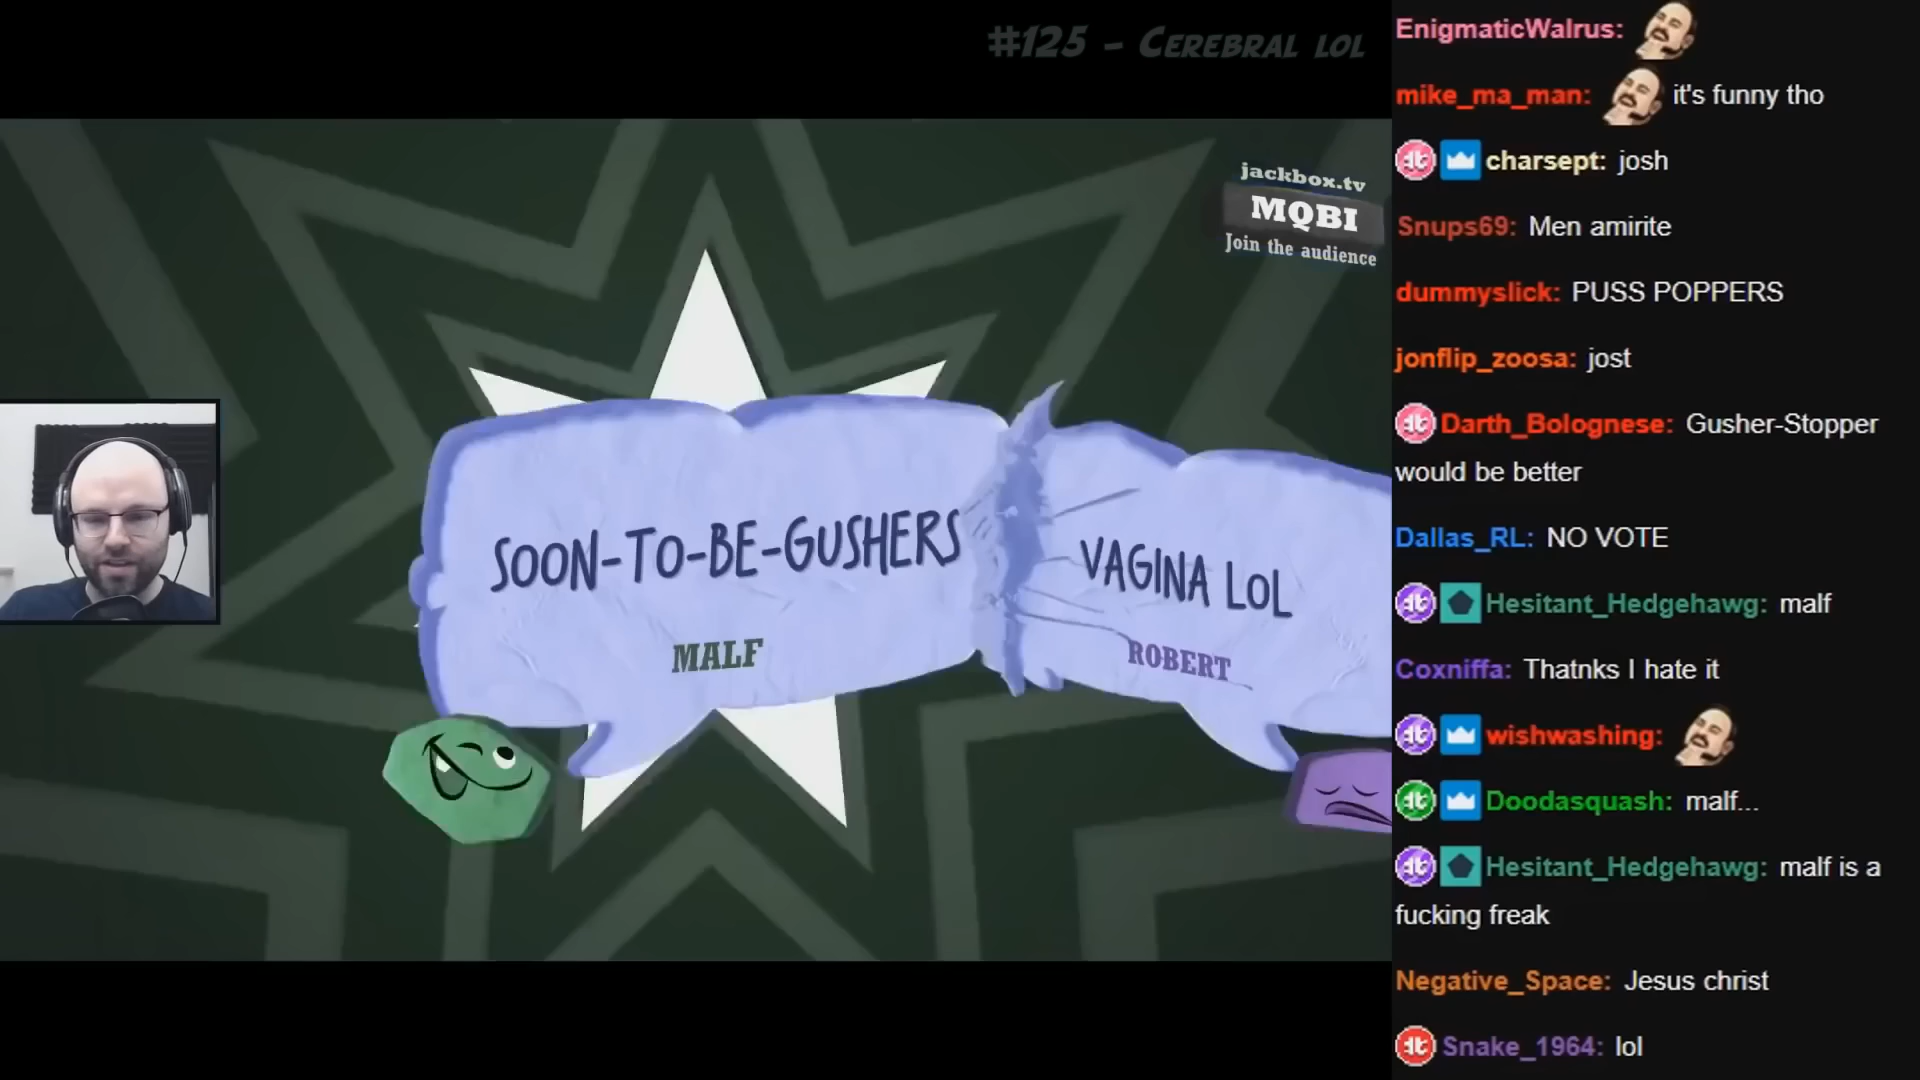 #125 - CEREBRAL LOL
jackbox.tv
MQBI
Join the audience
SOON-TO-BE-GUSHERS
MALF
VAGINA LOL
ROBERT
EnigmaticWalrus:
mike_ma_man: it's funny tho
charsept: josh
Snups69: Men amirite
dummyslick: PUSS POPPERS
jonflip_zoosa: jost
Darth_Bolognese: Gusher-Stopper
would be better
Dallas_RL: NO VOTE
Hesitant_Hedgehawg: malf
Coxniffa: Thatnks I hate it
wishwashing:
Doodasquash: malf...
Hesitant_Hedgehawg: malf is a
fucking freak
Negative_Space: Jesus christ
Snake_1964: lol